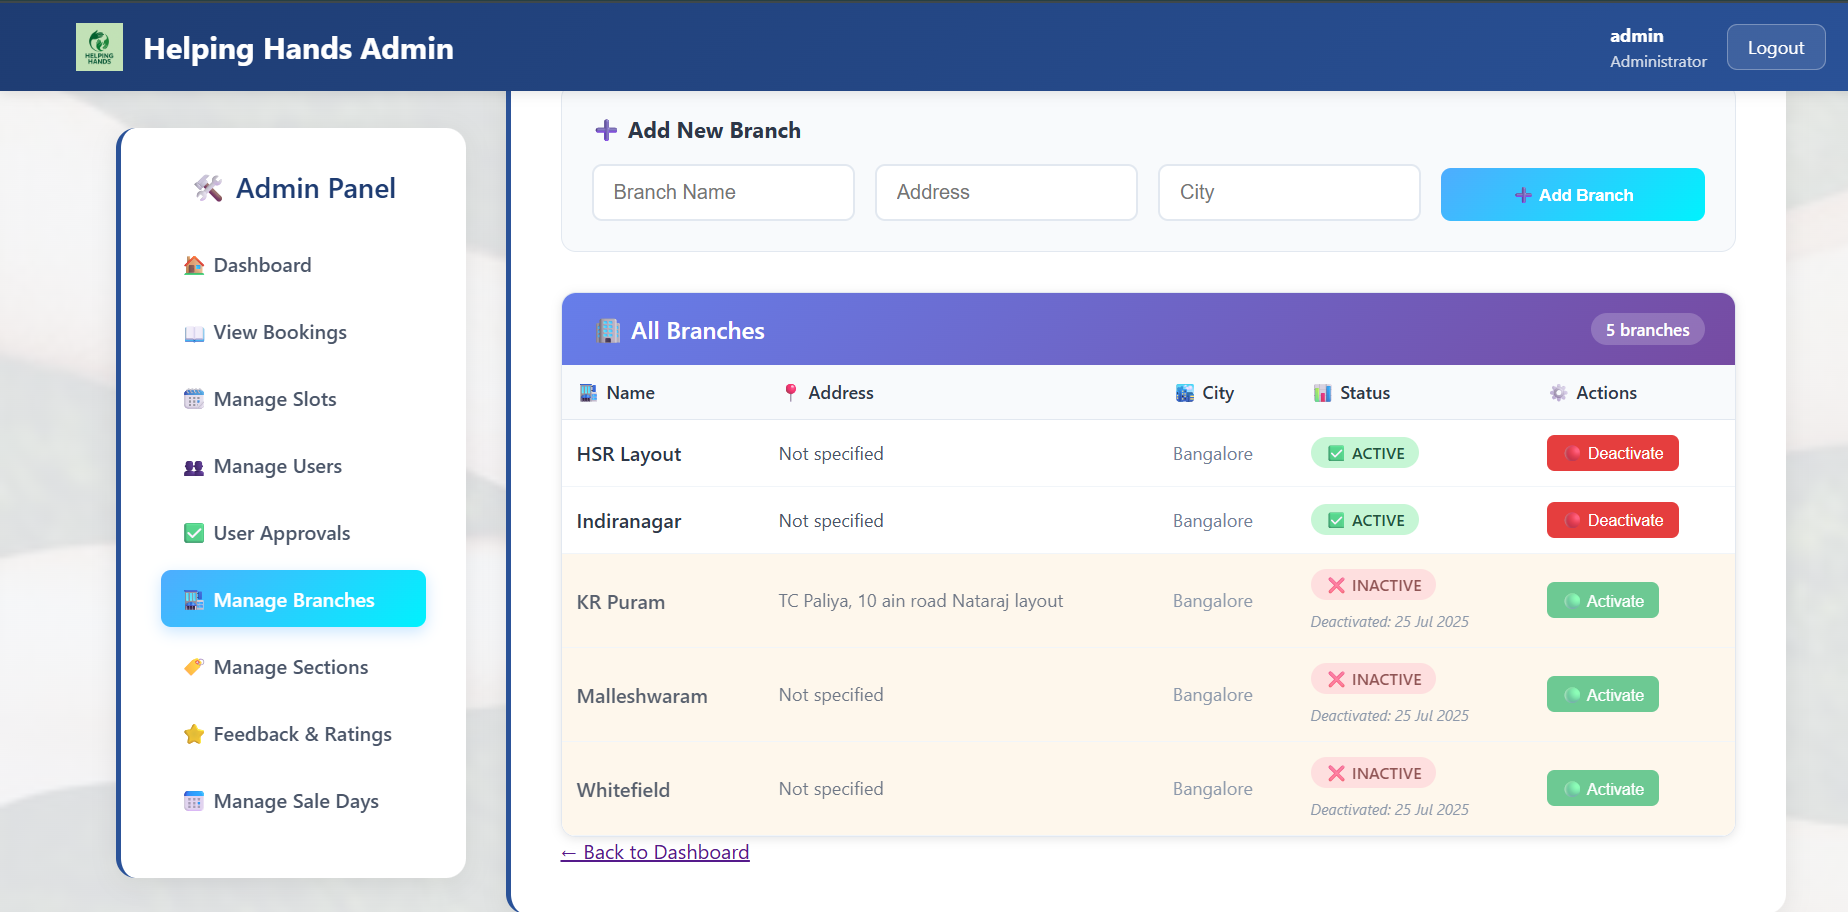 HELPING
HANDS
Helping Hands Admin
admin
Administrator
Logout
Admin Panel
Dashboard
View Bookings
Manage Slots
Manage Users
User Approvals
Manage Branches
Manage Sections
Feedback & Ratings
Manage Sale Days
Add New Branch
Branch Name
Address
City
Add Branch
All Branches
5 branches
Name Address City Status Actions
HSR Layout Not specified Bangalore ACTIVE Deactivate
Indiranagar Not specified Bangalore ACTIVE Deactivate
KR Puram TC Paliya, 10 ain road Nataraj layout Bangalore INACTIVE Activate
Deactivated: 25 Jul 2025
Malleshwaram Not specified Bangalore INACTIVE Activate
Deactivated: 25 Jul 2025
Whitefield Not specified Bangalore INACTIVE Activate
Deactivated: 25 Jul 2025
← Back to Dashboard